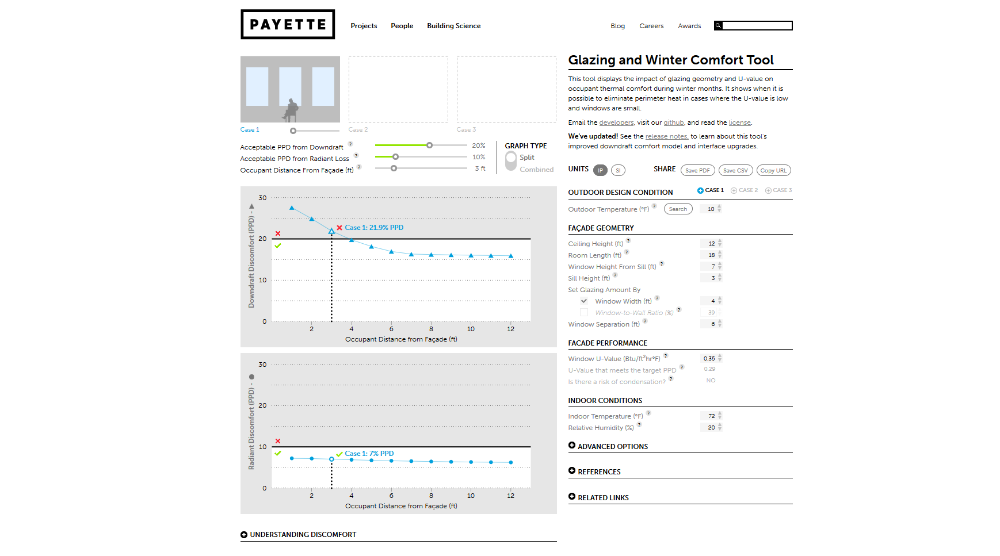 PAYETTE
Projects People Building Science
Blog Careers Awards
Case 1
Case 2
Case 3
Acceptable PPD from Downdraft ? 20%
Acceptable PPD from Radiant Loss ? 10%
Occupant Distance From Façade (ft) ? 3 ft
GRAPH TYPE
Split
Combined
30
20
10
0
Downdraft Discomfort (PPD) -
Case 1: 21.9% PPD
2 4 6 8 10 12
Occupant Distance from Façade (ft)
30
20
10
0
Radiant Discomfort (PPD) -
Case 1: 7% PPD
2 4 6 8 10 12
Occupant Distance from Façade (ft)
UNDERSTANDING DISCOMFORT
Glazing and Winter Comfort Tool
This tool displays the impact of glazing geometry and U-value on
occupant thermal comfort during winter months. It shows when it is
possible to eliminate perimeter heat in cases where the U-value is low
and windows are small.
Email the developers, visit our github, and read the license.
We've updated! See the release notes, to learn about this tool's
improved downdraft comfort model and interface upgrades.
UNITS IP SI SHARE Save PDF Save CSV Copy URL
OUTDOOR DESIGN CONDITION CASE 1 CASE 2 CASE 3
Outdoor Temperature (°F) ? Search 10
FAÇADE GEOMETRY
Ceiling Height (ft) ? 12
Room Length (ft) ? 18
Window Height From Sill (ft) ? 7
Sill Height (ft) ? 3
Set Glazing Amount By
Window Width (ft) ? 4
Window-to-Wall Ratio (%) ? 39
Window Separation (ft) ? 6
FACADE PERFORMANCE
Window U-Value (Btu/ft²hr°F) ? 0.35
U-Value that meets the target PPD ? 0.29
Is there a risk of condensation? ? NO
INDOOR CONDITIONS
Indoor Temperature (°F) ? 72
Relative Humidity (%) ? 20
ADVANCED OPTIONS
REFERENCES
RELATED LINKS